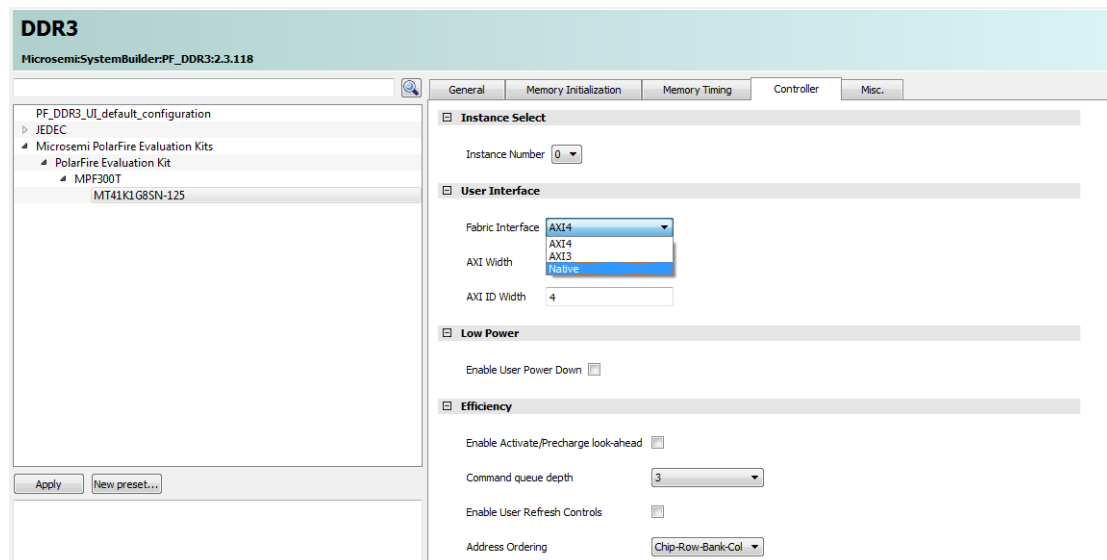 DDR3
Microsemi:SystemBuilder:PF_DDR3:2.3.118
PF_DDR3_UI_default_configuration
JEDEC
Microsemi PolarFire Evaluation Kits
PolarFire Evaluation Kit
MPF300T
MT41K1G8SN-125
Apply
New preset...
General
Memory Initialization
Memory Timing
Controller
Misc.
Instance Select
Instance Number 0
User Interface
Fabric Interface AXI4
AXI4
AXI3
Native
AXI Width
AXI ID Width 4
Low Power
Enable User Power Down
Efficiency
Enable Activate/Precharge look-ahead
Command queue depth 3
Enable User Refresh Controls
Address Ordering Chip-Row-Bank-Col